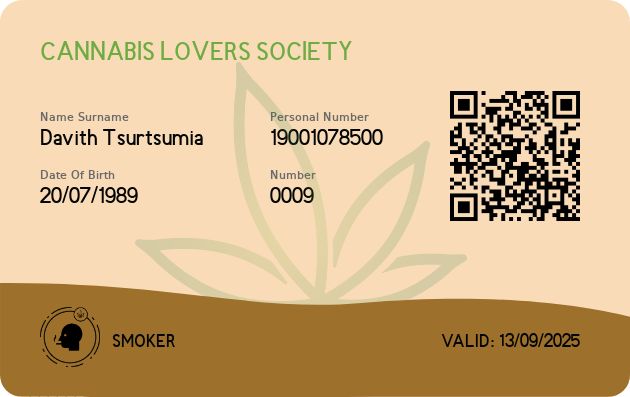 CANNABIS LOVERS SOCIETY
Name Surname
Davith Tsurtsumia
Personal Number
19001078500
Date Of Birth
20/07/1989
Number
0009
SMOKER
VALID: 13/09/2025